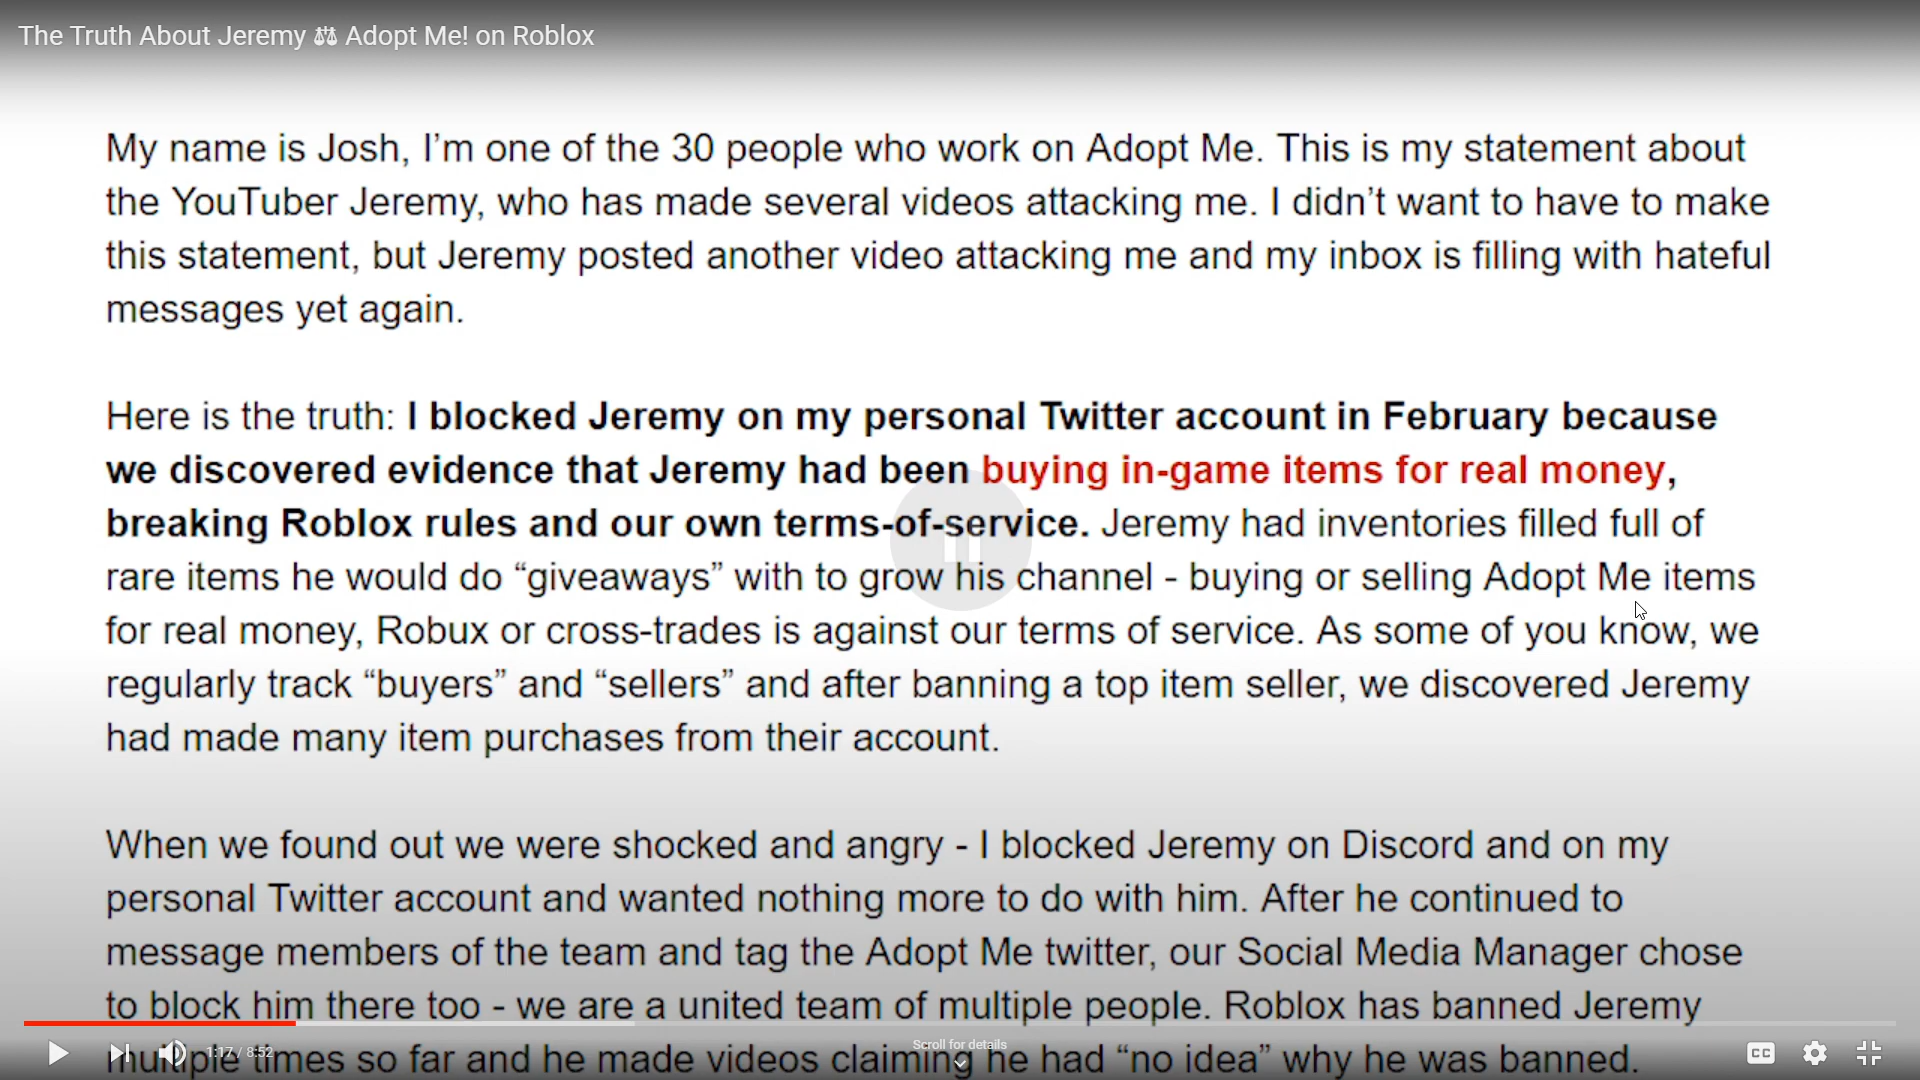 The Truth About Jeremy ⚖⚖ Adopt Me! on Roblox
My name is Josh, I’m one of the 30 people who work on Adopt Me. This is my statement about
the YouTuber Jeremy, who has made several videos attacking me. I didn’t want to have to make
this statement, but Jeremy posted another video attacking me and my inbox is filling with hateful
messages yet again.
Here is the truth: I blocked Jeremy on my personal Twitter account in February because
we discovered evidence that Jeremy had been buying in-game items for real money,
breaking Roblox rules and our own terms-of-service. Jeremy had inventories filled full of
rare items he would do “giveaways” with to grow his channel - buying or selling Adopt Me items
for real money, Robux or cross-trades is against our terms of service. As some of you know, we
regularly track “buyers” and “sellers” and after banning a top item seller, we discovered Jeremy
had made many item purchases from their account.
When we found out we were shocked and angry - I blocked Jeremy on Discord and on my
personal Twitter account and wanted nothing more to do with him. After he continued to
message members of the team and tag the Adopt Me twitter, our Social Media Manager chose
to block him there too - we are a united team of multiple people. Roblox has banned Jeremy
multiple times so far and he made videos claiming he had “no idea” why he was banned.
1:17 / 8:52
Scroll for details
CC